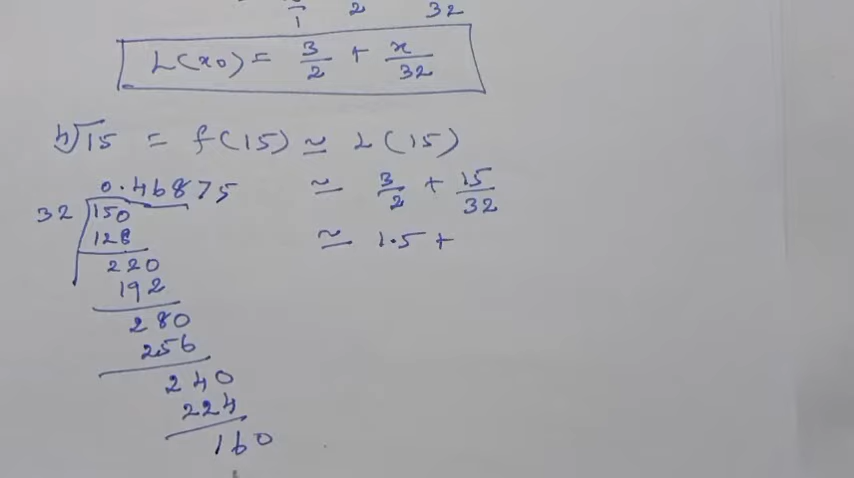 1 2 32
L(x0) = 3/2 + x/32
4√15 = f(15) ≃ L(15)
0.46875 ≃ 3/2 + 15/32
32 150
128 ≃ 1.5 +
220
192
280
256
240
224
160